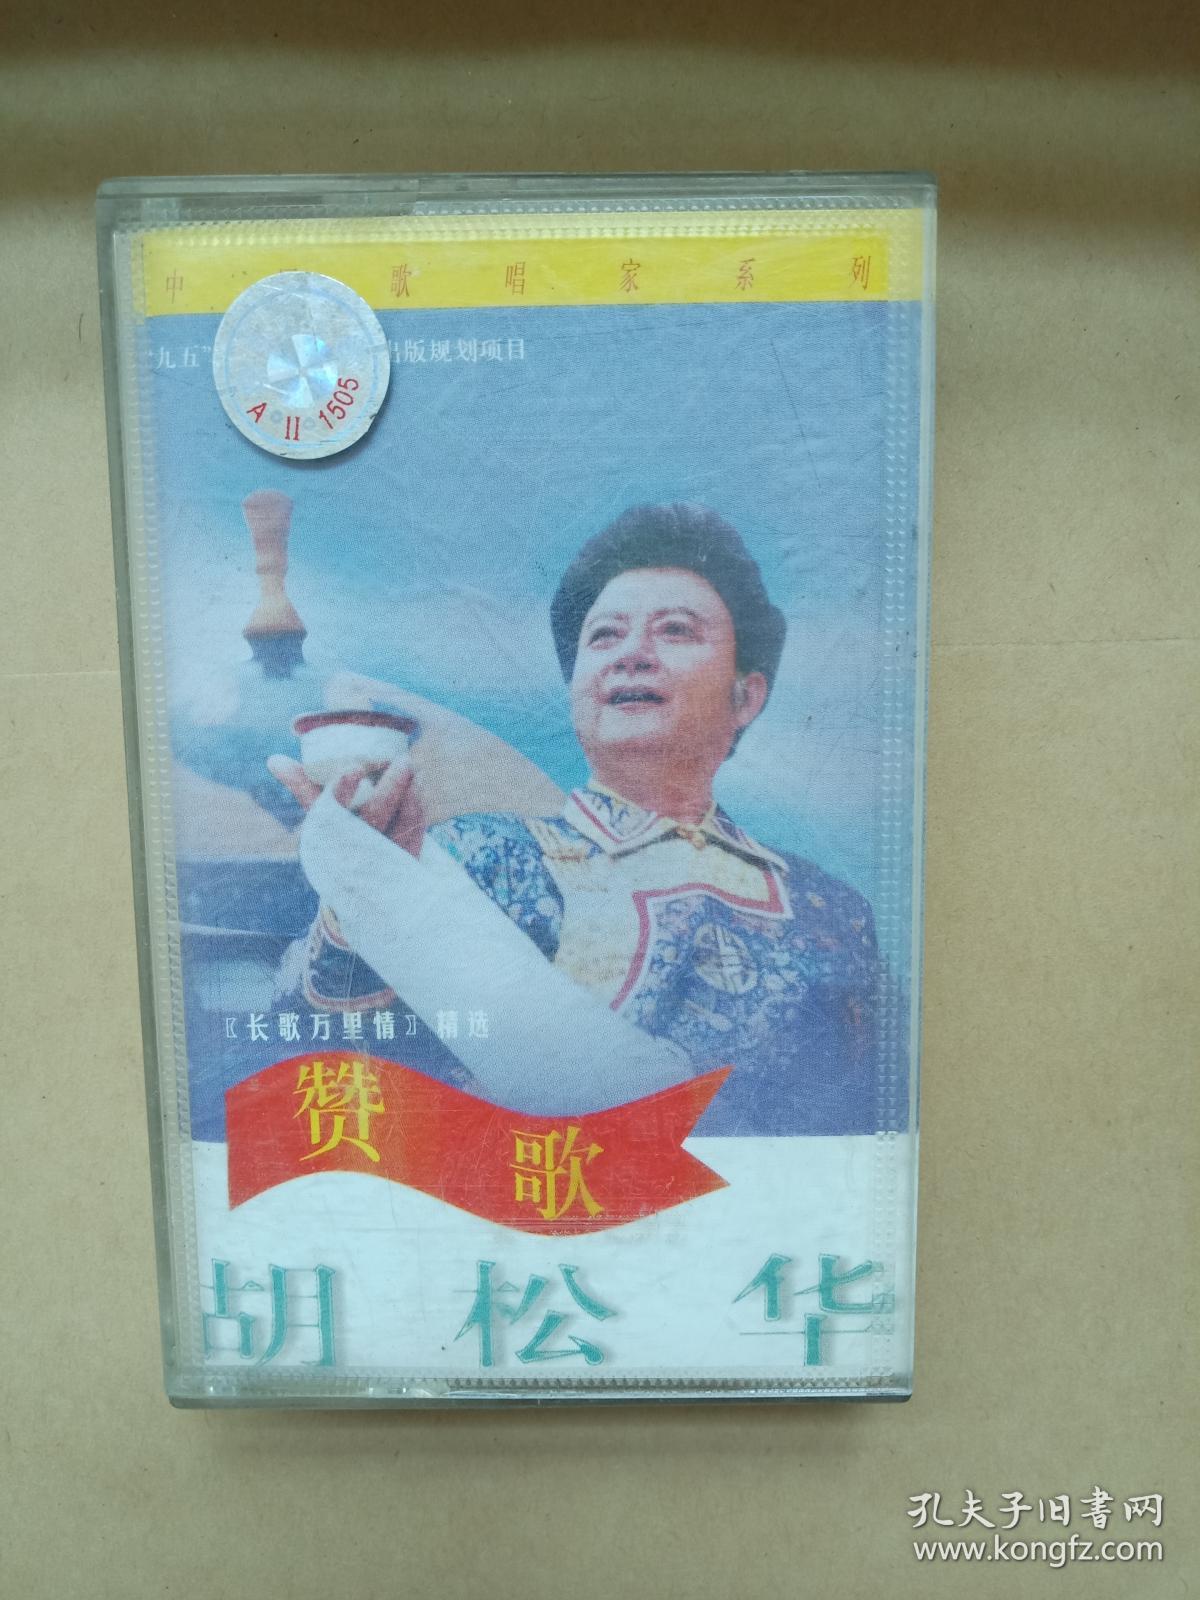 中 歌唱家系列
“九五” 出版规划项目
A II 1505
〖长歌万里情〗精选
赞歌
胡松华
孔夫子旧书网
www.kongfz.com